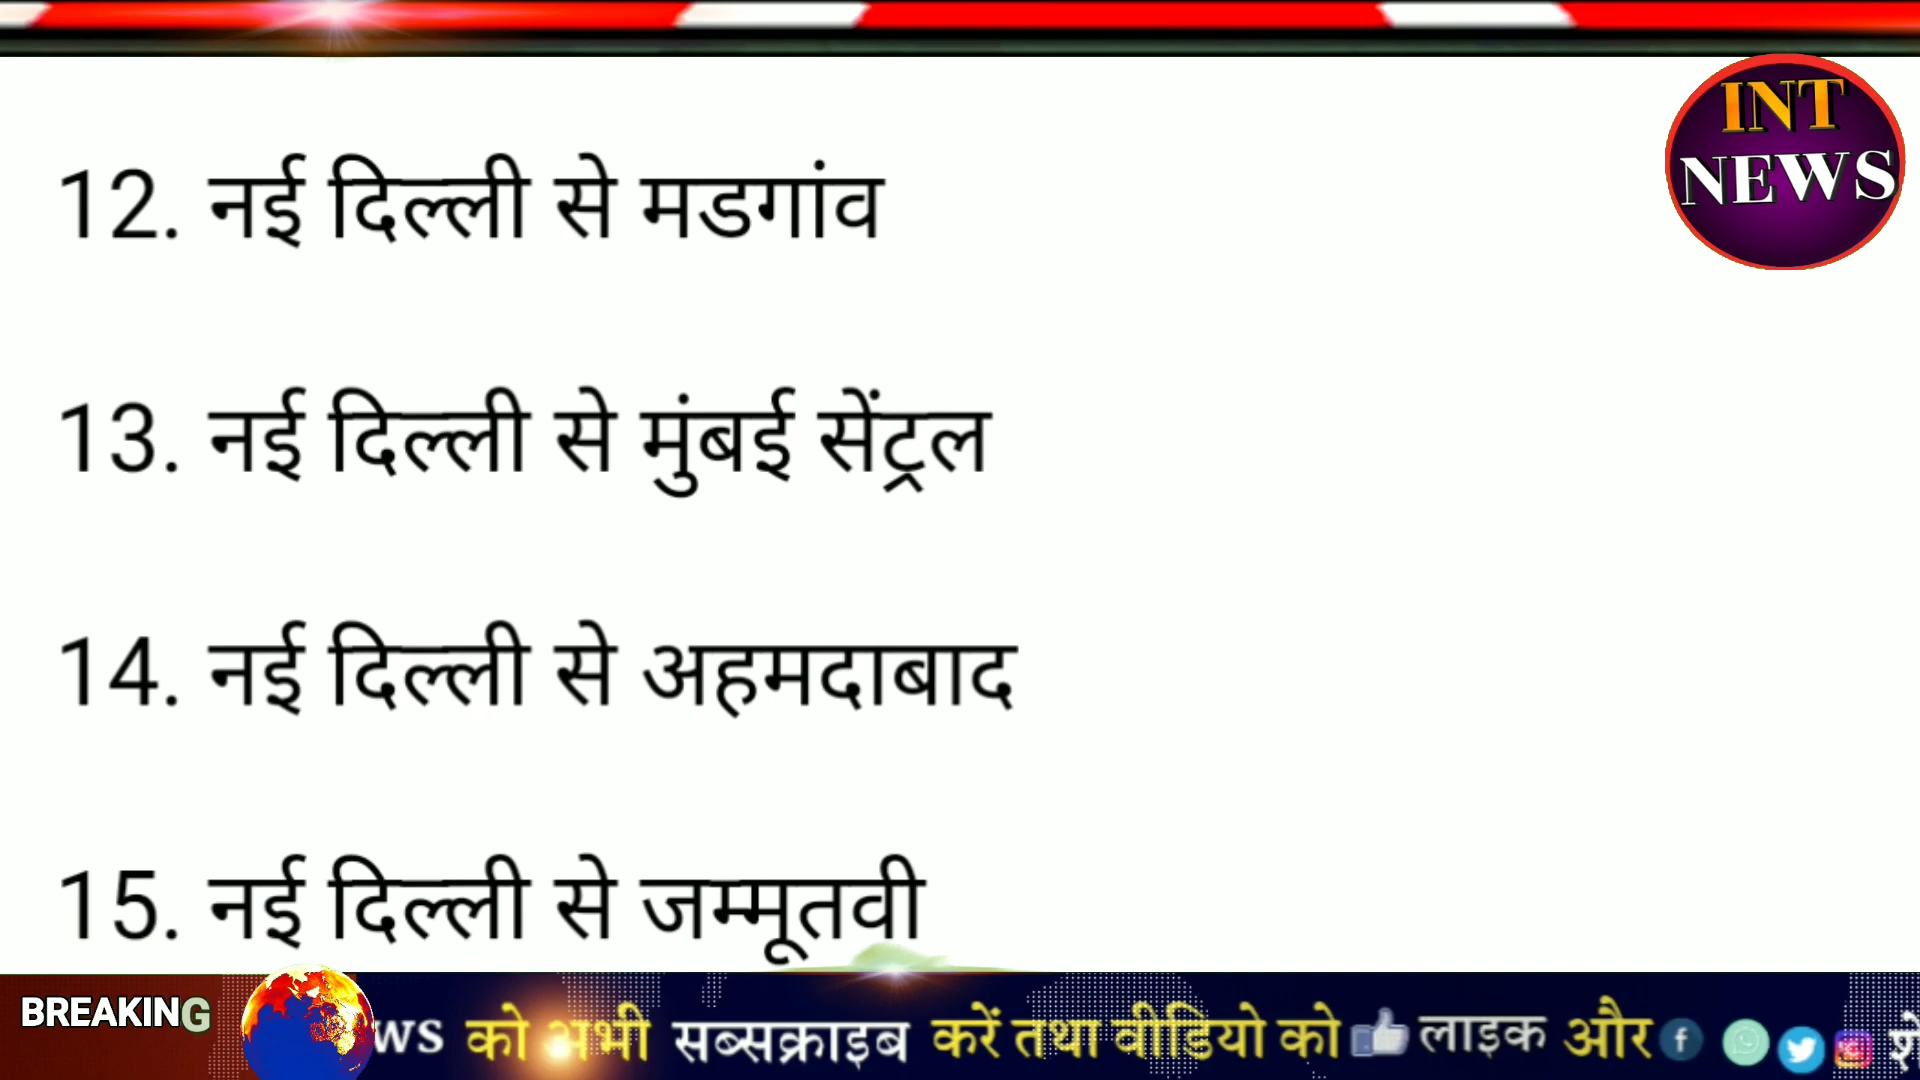 INT
NEWS
12. नई दिल्ली से मडगांव
13. नई दिल्ली से मुंबई सेंट्रल
14. नई दिल्ली से अहमदाबाद
15. नई दिल्ली से जम्मूतवी
BREAKING
ws को अभी सब्सक्राइब करें तथा वीडियो को लाइक और